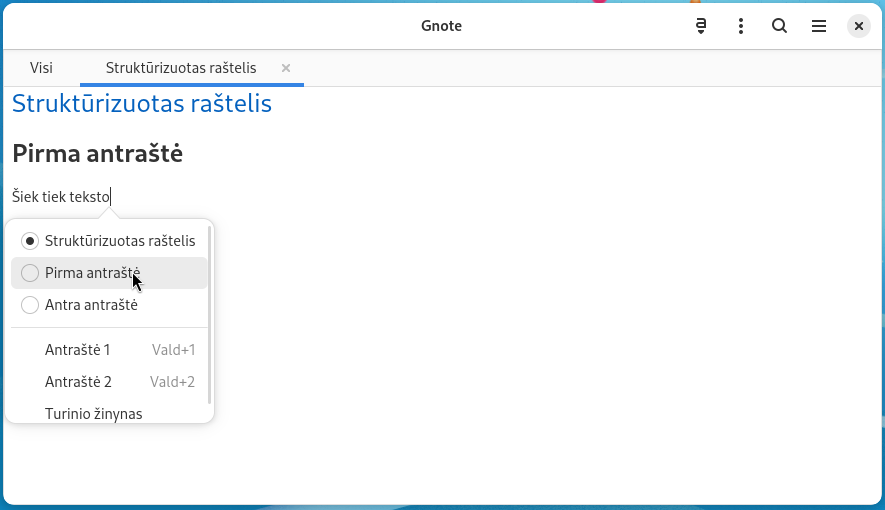 Gnote
Visi
Struktūrizuotas raštelis
Struktūrizuotas raštelis
Pirma antraštė
Šiek tiek teksto
Struktūrizuotas raštelis
Pirma antraštė
Antra antraštė
Antraštė 1 Vald+1
Antraštė 2 Vald+2
Turinio žinynas